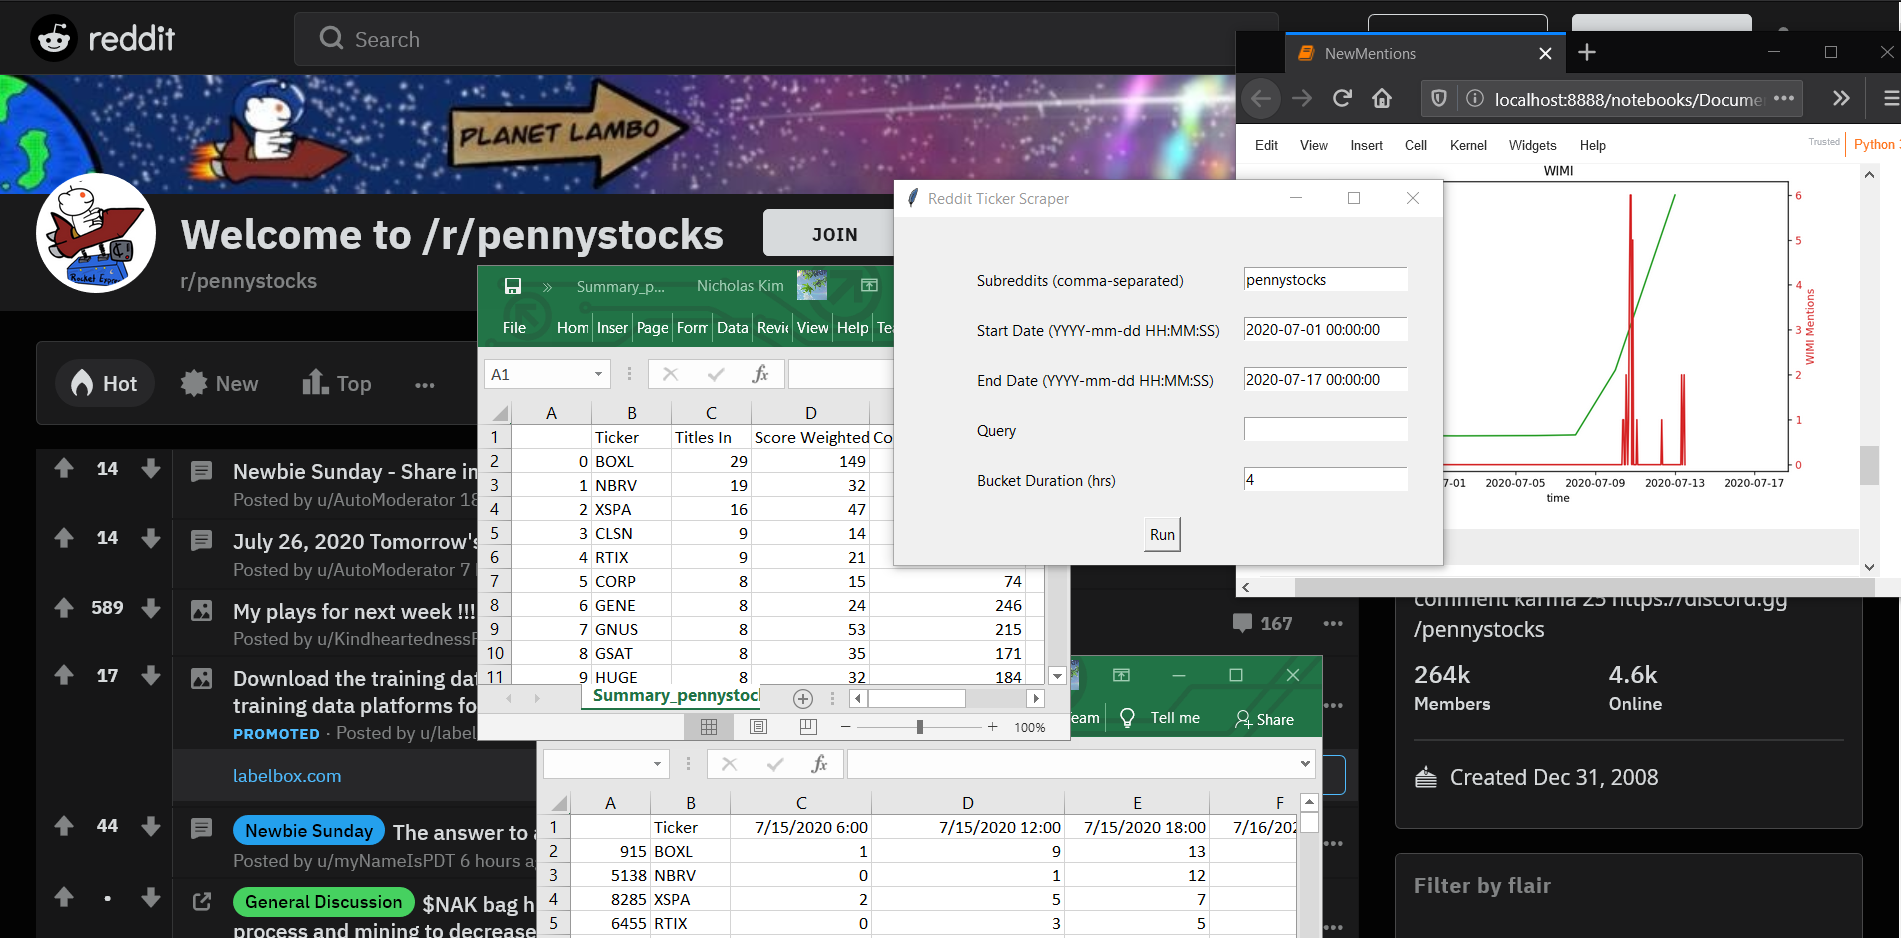 reddit
Search
PLANET LAMBO
Welcome to /r/pennystocks
JOIN
r/pennystocks
Hot
New
Top
14
Newbie Sunday - Share in
Posted by u/AutoModerator 18
14
July 26, 2020 Tomorrow's
Posted by u/AutoModerator 7
589
My plays for next week !!!
Posted by u/Kindheartedness
17
Download the training da
training data platforms fo
PROMOTED · Posted by u/label
labelbox.com
44
Newbie Sunday The answer to
Posted by u/myNameIsPDT 6 hours a
General Discussion $NAK bag h
process and mining to decrease
Summary_p... Nicholas Kim
File Hom Inser Page Form Data Revie View Help Tea
A1 fx
A B C D
1 Ticker Titles In Score Weighted Co
2 0 BOXL 29 149
3 1 NBRV 19 32
4 2 XSPA 16 47
5 3 CLSN 9 14
6 4 RTIX 9 21
7 5 CORP 8 15 74
8 6 GENE 8 24 246
9 7 GNUS 8 53 215
10 8 GSAT 8 35 171
11 9 HUGE 8 32 184
Summary_pennystoc
100%
eam Tell me Share
fx
A B C D E F
1 Ticker 7/15/2020 6:00 7/15/2020 12:00 7/15/2020 18:00 7/16/202
2 915 BOXL 1 9 13
3 5138 NBRV 0 1 12
4 8285 XSPA 2 5 7
5 6455 RTIX 0 3 5
Reddit Ticker Scraper
Subreddits (comma-separated) pennystocks
Start Date (YYYY-mm-dd HH:MM:SS) 2020-07-01 00:00:00
End Date (YYYY-mm-dd HH:MM:SS) 2020-07-17 00:00:00
Query
Bucket Duration (hrs) 4
Run
NewMentions
localhost:8888/notebooks/Docume
Edit View Insert Cell Kernel Widgets Help Trusted Python
WIMI
6
5
4
3
2
1
0
WIMI Mentions
7-01 2020-07-05 2020-07-09 2020-07-13 2020-07-17
time
167
comment karma 25 https://discord.gg
/pennystocks
264k 4.6k
Members Online
Created Dec 31, 2008
Filter by flair